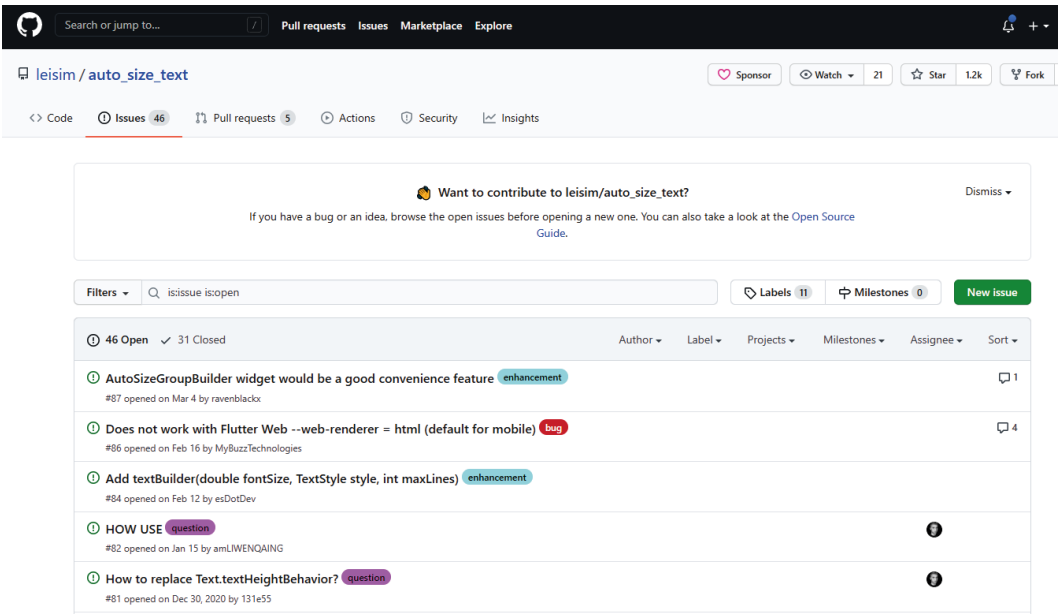 Search or jump to... / Pull requests Issues Marketplace Explore
leisim / auto_size_text Sponsor Watch 21 Star 1.2k Fork
Code Issues 46 Pull requests 5 Actions Security Insights
Want to contribute to leisim/auto_size_text? Dismiss
If you have a bug or an idea, browse the open issues before opening a new one. You can also take a look at the Open Source
Guide.
Filters is:issue is:open Labels 11 Milestones 0 New issue
46 Open 31 Closed Author Label Projects Milestones Assignee Sort
AutoSizeGroupBuilder widget would be a good convenience feature enhancement 1
#87 opened on Mar 4 by ravenblackx
Does not work with Flutter Web --web-renderer = html (default for mobile) bug 4
#86 opened on Feb 16 by MyBuzzTechnologies
Add textBuilder(double fontSize, TextStyle style, int maxLines) enhancement
#84 opened on Feb 12 by esDotDev
HOW USE question
#82 opened on Jan 15 by amLIWENQAING
How to replace Text.textHeightBehavior? question
#81 opened on Dec 30, 2020 by 131e55